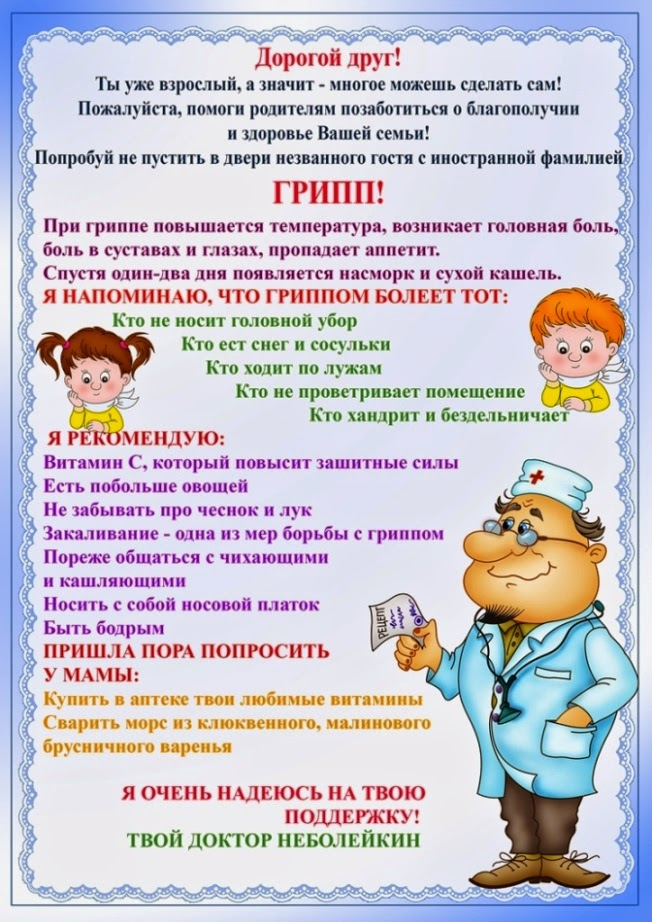 Дорогой друг!
Ты уже взрослый, а значит - многое можешь сделать сам!
Пожалуйста, помоги родителям позаботиться о благополучии
и здоровье Вашей семьи!
Попробуй не пустить в двери незванного гостя с иностранной фамилией
ГРИПП!
При гриппе повышается температура, возникает головная боль,
боль в суставах и глазах, пропадает аппетит.
Спустя один-два дня появляется насморк и сухой кашель.
Я НАПОМИНАЮ, ЧТО ГРИППОМ БОЛЕЕТ ТОТ:
Кто не носит головной убор
Кто ест снег и сосульки
Кто ходит по лужам
Кто не проветривает помещение
Кто хандрит и бездельничает
Я РЕКОМЕНДУЮ:
Витамин С, который повысит зашитные силы
Есть побольше овощей
Не забывать про чеснок и лук
Закаливание - одна из мер борьбы с гриппом
Пореже общаться с чихающими
и кашляющими
Носить с собой носовой платок
Быть бодрым
РЕЦЕПТ
ПРИШЛА ПОРА ПОПРОСИТЬ
У МАМЫ:
Купить в аптеке твои любимые витамины
Сварить морс из клюквенного, малинового
брусничного варенья
Я ОЧЕНЬ НАДЕЮСЬ НА ТВОЮ
ПОДДЕРЖКУ!
ТВОЙ ДОКТОР НЕБОЛЕЙКИН